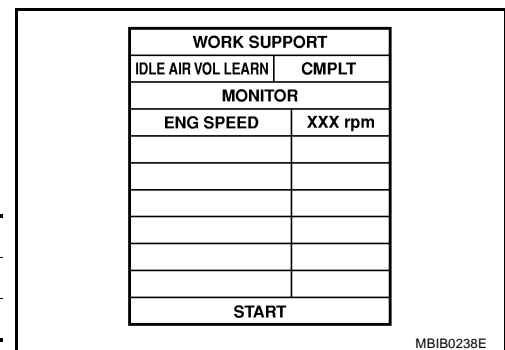 WORK SUPPORT
IDLE AIR VOL LEARN CMPLT
MONITOR
ENG SPEED XXX rpm
START
MBIB0238E